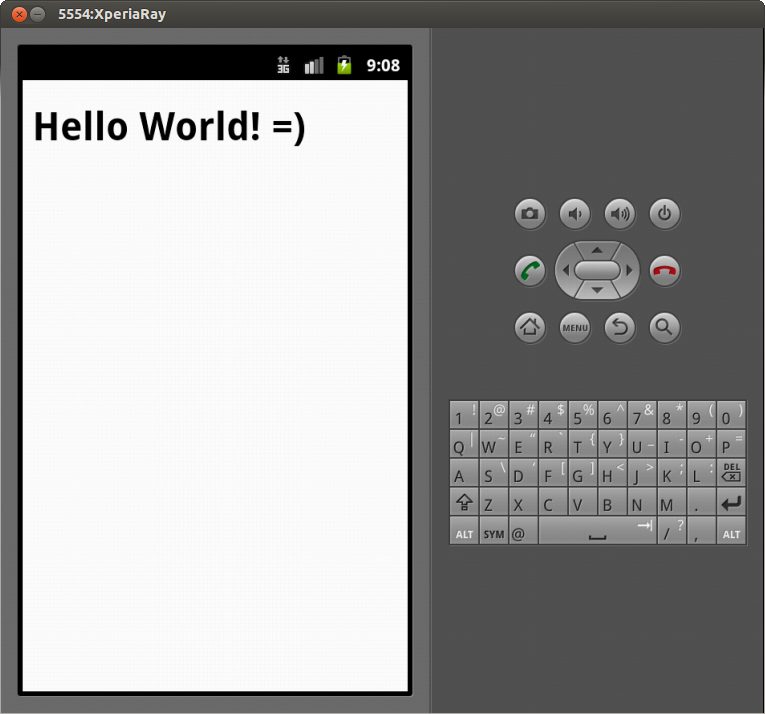 5554:XperiaRay
3G 9:08
Hello World! =)
MENU
1 ! 2 @ 3 # 4 $ 5 % 6 ^ 7 & 8 * 9 ( 0 )
Q | W ~ E “ R ` T { Y } U _ I - O + P =
A S \ D ‘ F [ G ] H < J > K ; L : DEL
Z X C V B N M .
ALT SYM @ / ? , ALT